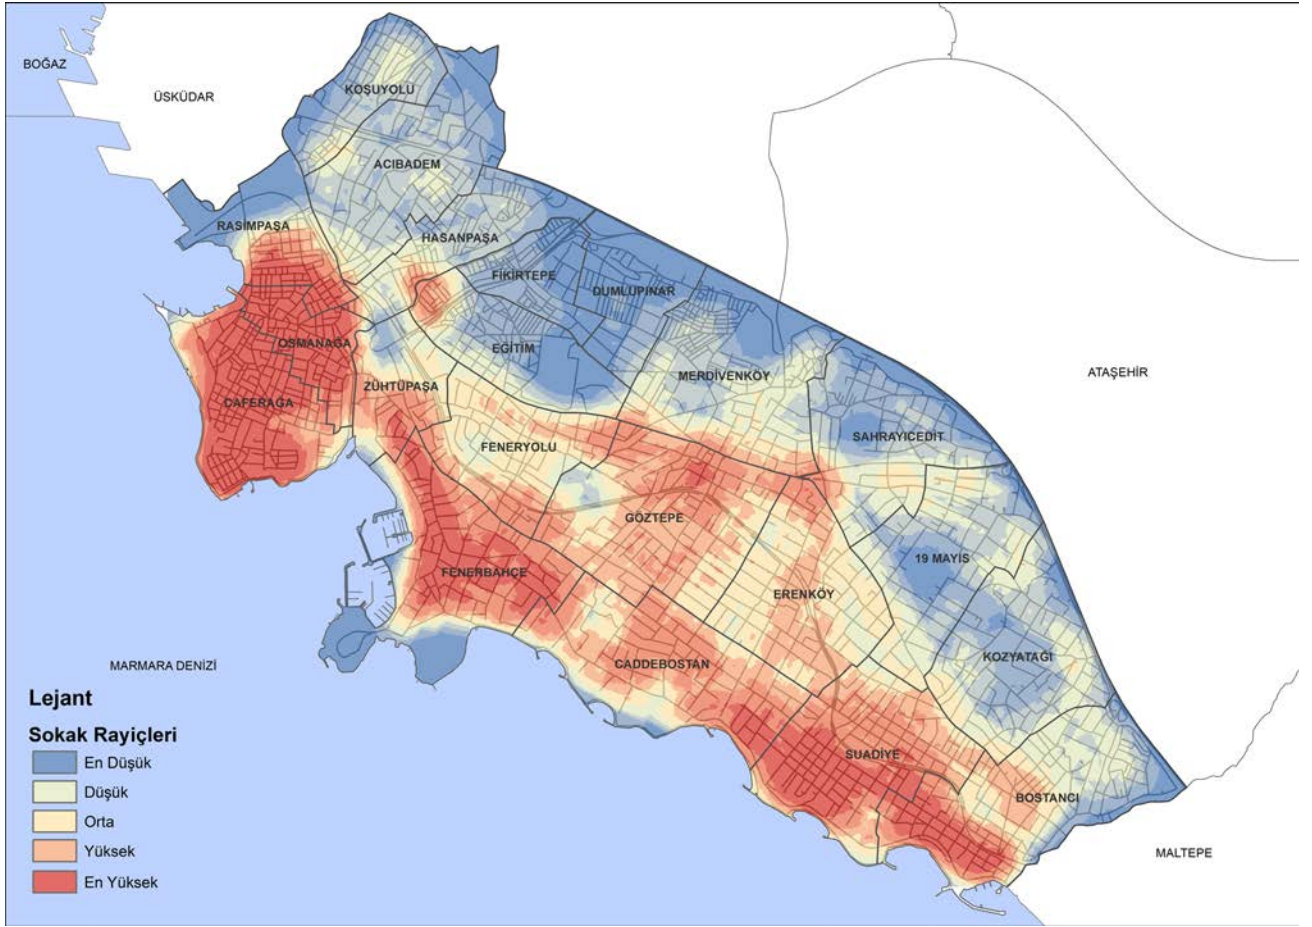 BOĞAZ
ÜSKÜDAR
KOŞUYOLU
ACIBADEM
RASIMPAŞA
HASANPAŞA
FİKİRTEPE
DUMLUPINAR
OSMANAĞA
EĞİTİM
MERDİVENKÖY
ATAŞEHİR
ZÜHTÜPAŞA
CAFERAĞA
FENERYOLU
SAHRAYICEDİT
GÖZTEPE
19 MAYIS
FENERBAHÇE
ERENKÖY
KOZYATAĞI
MARMARA DENİZİ
CADDEBOSTAN
SUADİYE
BOSTANCI
MALTEPE
Lejant
Sokak Rayiçleri
En Düşük
Düşük
Orta
Yüksek
En Yüksek